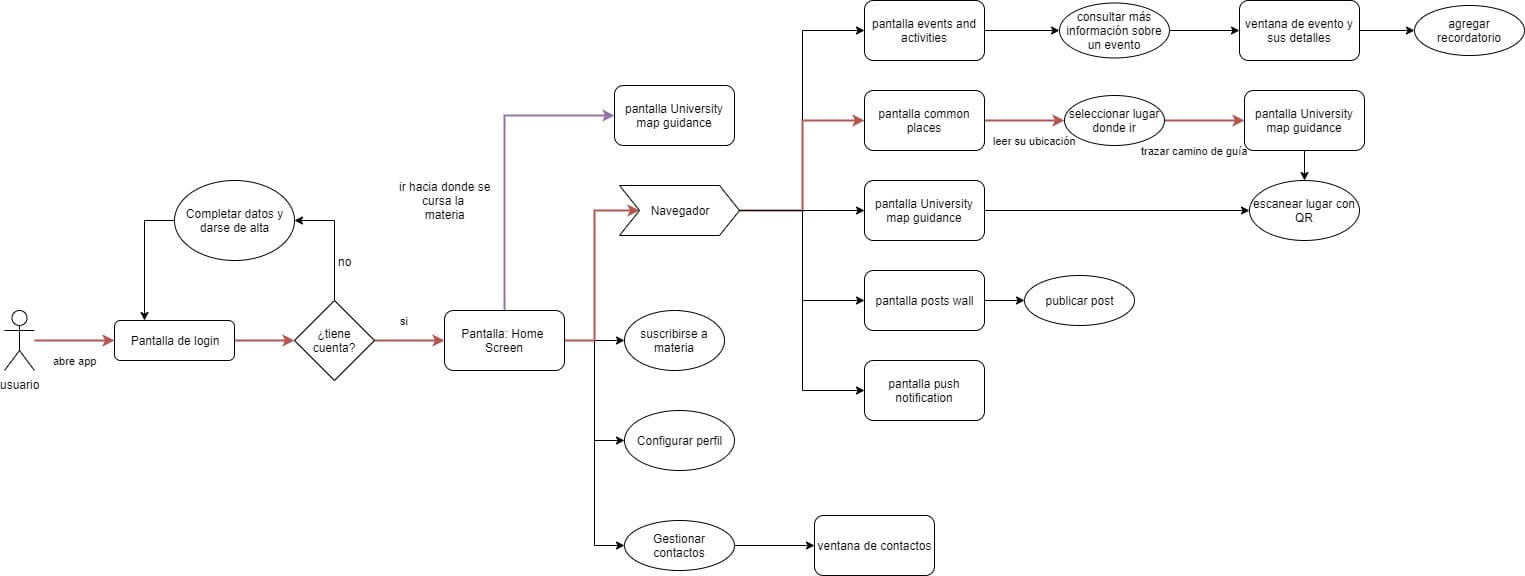 pantalla events and
activities
consultar más
información sobre
un evento
ventana de evento y
sus detalles
agregar
recordatorio
pantalla University
map guidance
pantalla common
places
leer su ubicación
seleccionar lugar
donde ir
trazar camino de guía
pantalla University
map guidance
ir hacia donde se
cursa la
materia
Navegador
pantalla University
map guidance
escanear lugar con
QR
Completar datos y
darse de alta
no
pantalla posts wall
publicar post
usuario
abre app
Pantalla de login
¿tiene
cuenta?
si
Pantalla: Home
Screen
suscribirse a
materia
pantalla push
notification
Configurar perfil
Gestionar
contactos
ventana de contactos